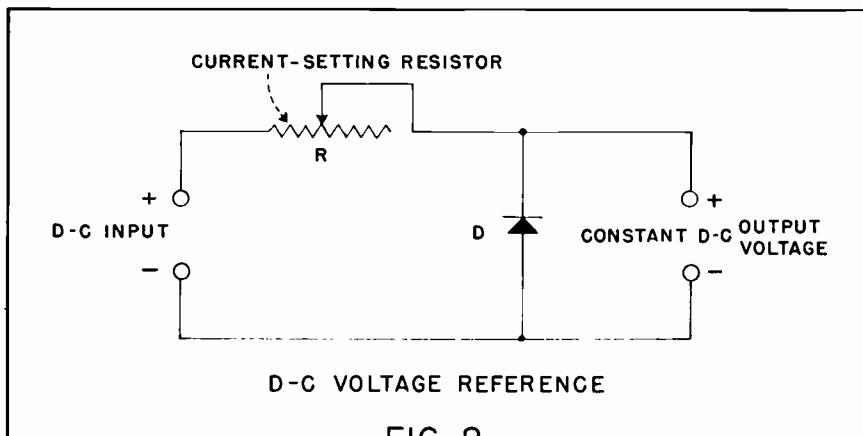 CURRENT-SETTING RESISTOR
R
+ +
D-C INPUT D CONSTANT D-C OUTPUT VOLTAGE
- -
D-C VOLTAGE REFERENCE